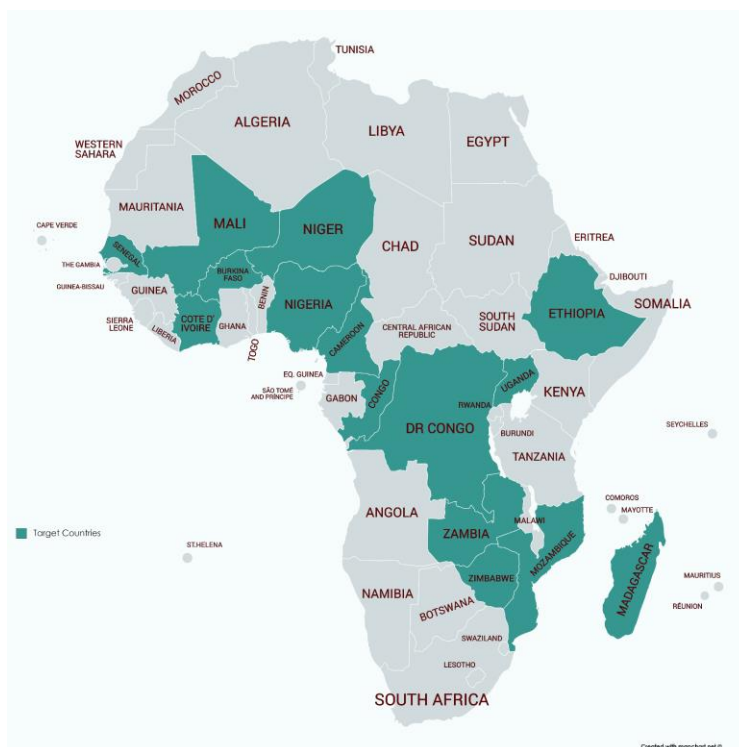 TUNISIA
MOROCCO
ALGERIA
LIBYA
EGYPT
WESTERN
SAHARA
MAURITANIA
MALI
NIGER
CHAD
SUDAN
ERITREA
CAPE VERDE
SENEGAL
THE GAMBIA
BURKINA
FASO
DJIBOUTI
GUINEA-BISSAU
GUINEA
BENIN
NIGERIA
ETHIOPIA
SOMALIA
SIERRA
LEONE
LIBERIA
COTE D'
IVOIRE
GHANA
TOGO
CAMEROON
CENTRAL AFRICAN
REPUBLIC
SOUTH
SUDAN
EQ. GUINEA
SÃO TOMÉ
AND PRÍNCIPE
GABON
CONGO
UGANDA
KENYA
RWANDA
DR CONGO
BURUNDI
TANZANIA
SEYCHELLES
COMOROS
MAYOTTE
ANGOLA
MALAWI
ZAMBIA
MOZAMBIQUE
Target Countries
ST.HELENA
ZIMBABWE
MADAGASCAR
MAURITIUS
RÉUNION
NAMIBIA
BOTSWANA
SWAZILAND
LESOTHO
SOUTH AFRICA
Created with